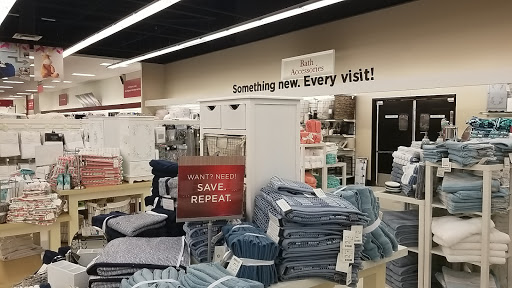 Bath
Accessories
Something new. Every visit!
WANT? NEED!
SAVE.
REPEAT.